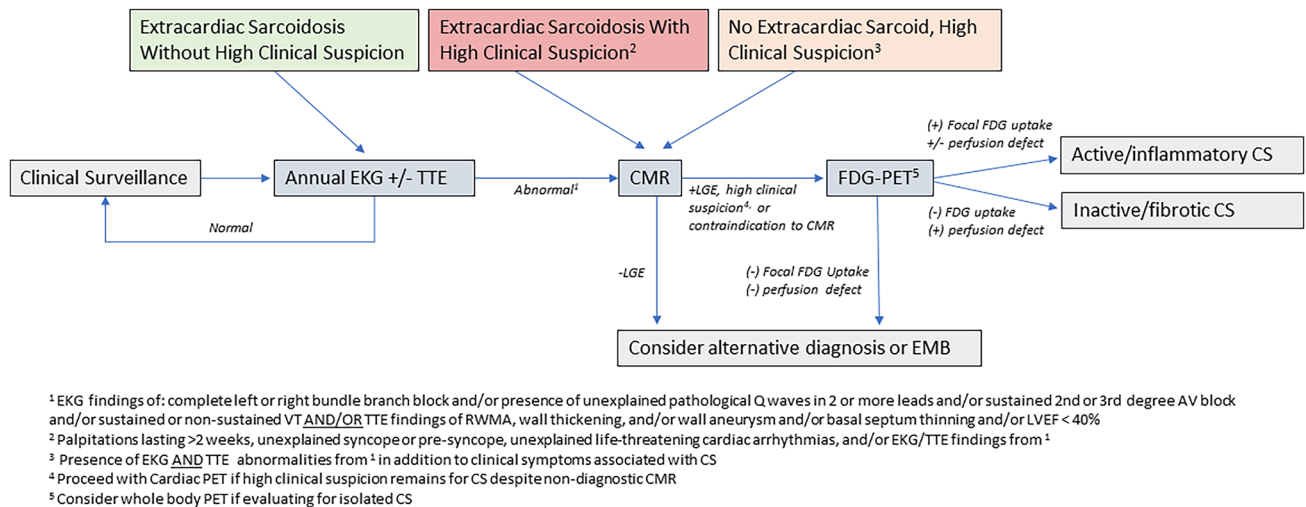 Extracardiac Sarcoidosis
Without High Clinical Suspicion
Extracardiac Sarcoidosis With
High Clinical Suspicion2
No Extracardiac Sarcoid, High
Clinical Suspicion3
Clinical Surveillance
Annual EKG +/- TTE
Normal
Abnormal1
CMR
+LGE, high clinical
suspicion4, or
contraindication to CMR
FDG-PET5
(+) Focal FDG uptake
+/- perfusion defect
Active/inflammatory CS
(-) FDG uptake
(+) perfusion defect
Inactive/fibrotic CS
-LGE
(-) Focal FDG Uptake
(-) perfusion defect
Consider alternative diagnosis or EMB
1 EKG findings of: complete left or right bundle branch block and/or presence of unexplained pathological Q waves in 2 or more leads and/or sustained 2nd or 3rd degree AV block
and/or sustained or non-sustained VT AND/OR TTE findings of RWMA, wall thickening, and/or wall aneurysm and/or basal septum thinning and/or LVEF < 40%
2 Palpitations lasting >2 weeks, unexplained syncope or pre-syncope, unexplained life-threatening cardiac arrhythmias, and/or EKG/TTE findings from 1
3 Presence of EKG AND TTE abnormalities from 1 in addition to clinical symptoms associated with CS
4 Proceed with Cardiac PET if high clinical suspicion remains for CS despite non-diagnostic CMR
5 Consider whole body PET if evaluating for isolated CS